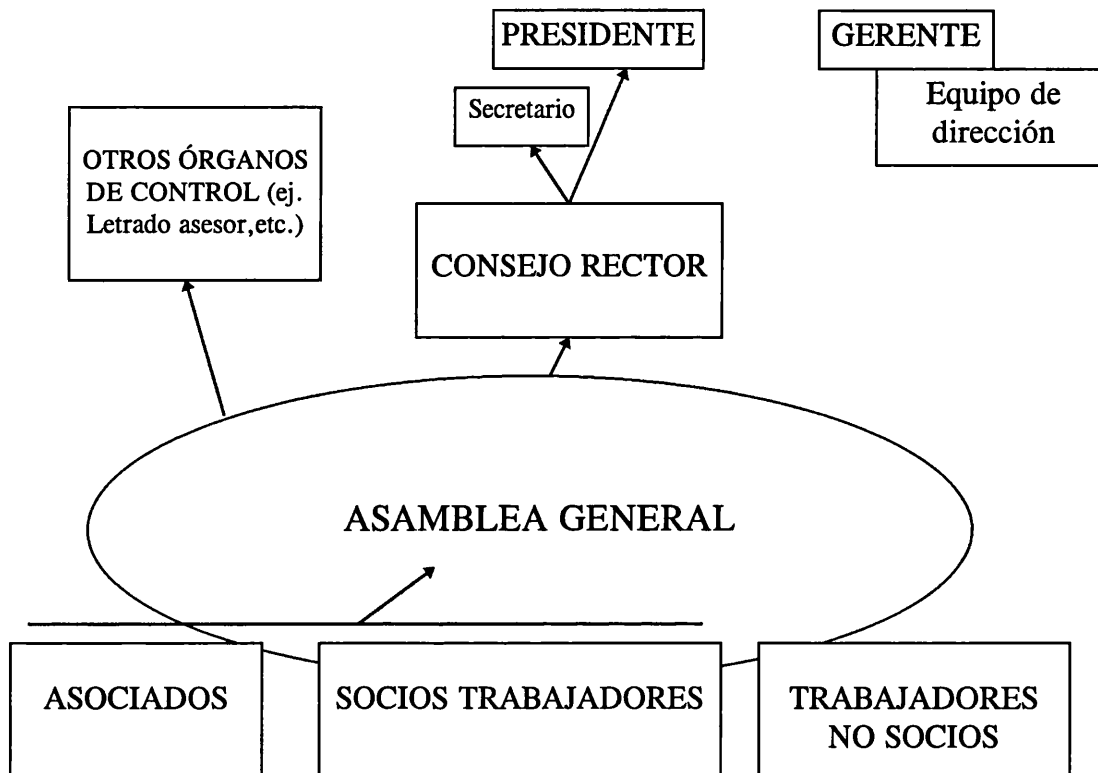 PRESIDENTE
GERENTE
Equipo de
dirección
Secretario
OTROS ÓRGANOS
DE CONTROL (ej.
Letrado asesor,etc.)
CONSEJO RECTOR
ASAMBLEA GENERAL
ASOCIADOS
SOCIOS TRABAJADORES
TRABAJADORES
NO SOCIOS